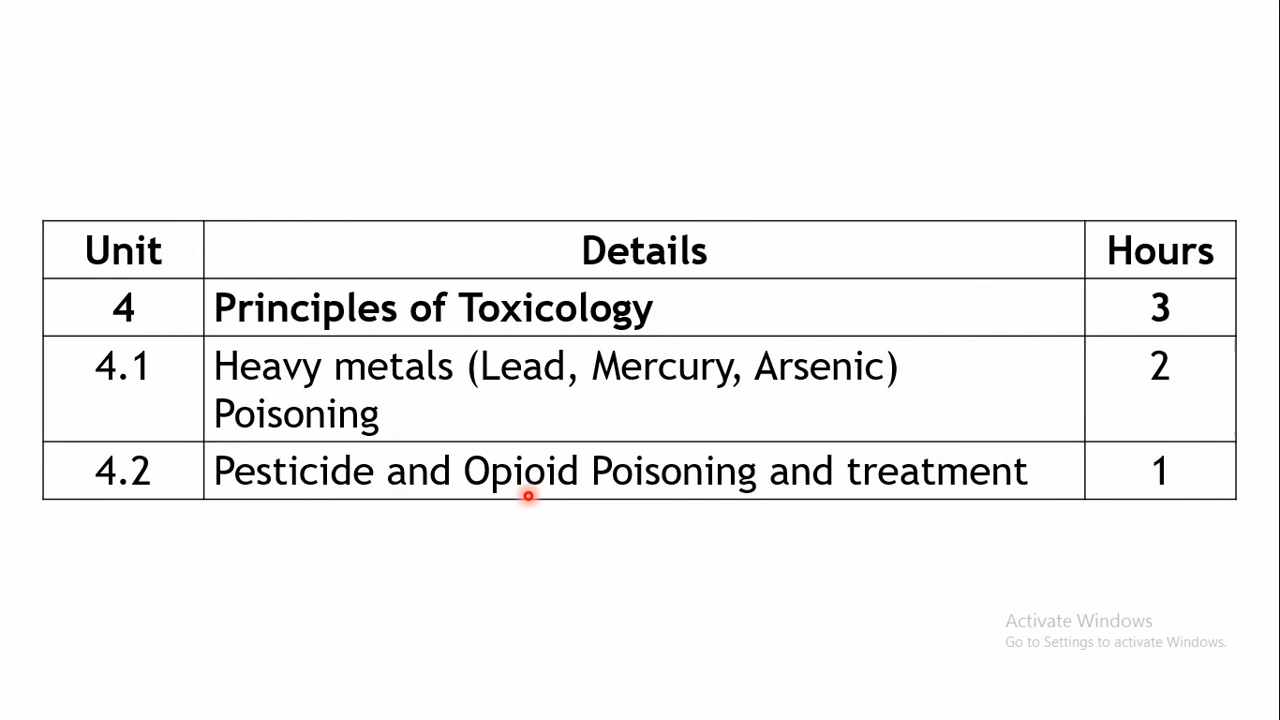 Unit Details Hours
4 Principles of Toxicology 3
4.1 Heavy metals (Lead, Mercury, Arsenic) 2
Poisoning
4.2 Pesticide and Opioid Poisoning and treatment 1
Activate Windows
Go to Settings to activate Windows.